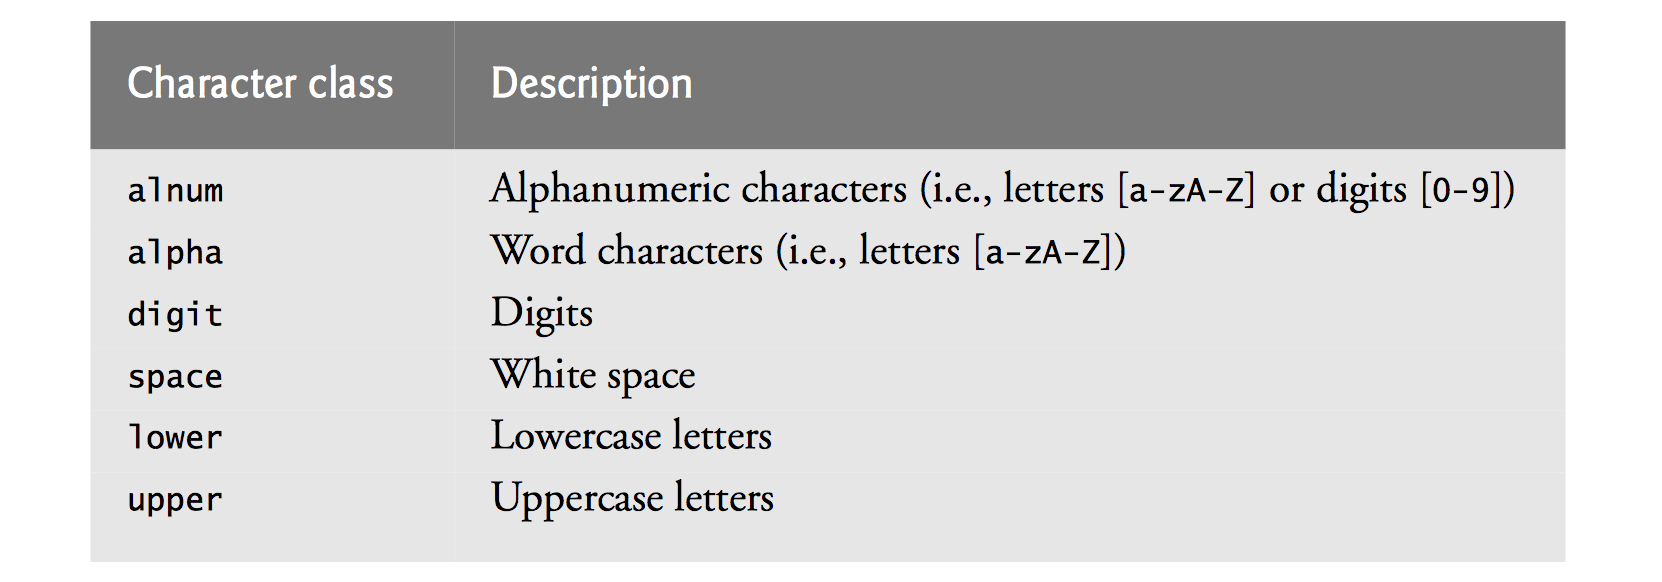 Character class Description
alnum Alphanumeric characters (i.e., letters [a-zA-Z] or digits [0-9])
alpha Word characters (i.e., letters [a-zA-Z])
digit Digits
space White space
lower Lowercase letters
upper Uppercase letters